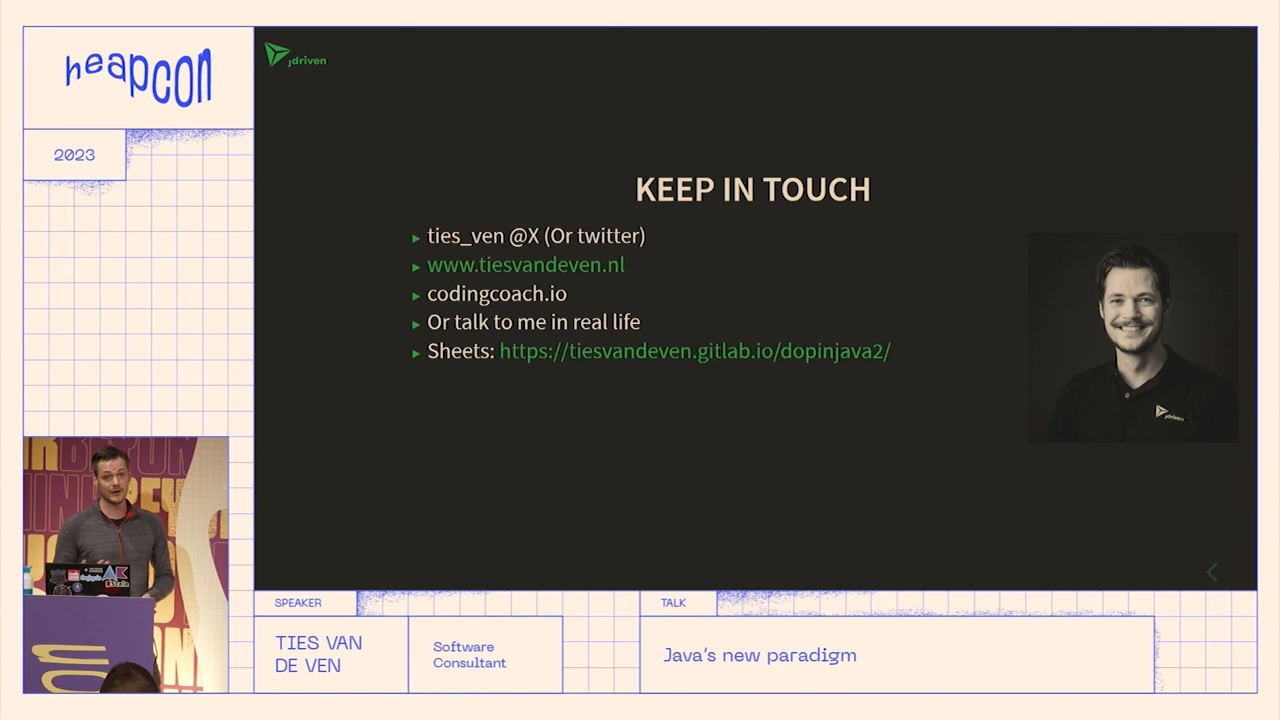 heapcon
2023
jdriven
KEEP IN TOUCH
ties_ven @X (Or twitter)
www.tiesvandeven.nl
codingcoach.io
Or talk to me in real life
Sheets: https://tiesvandeven.gitlab.io/dopinjava2/
SPEAKER
TIES VAN
DE VEN
Software
Consultant
TALK
Java's new paradigm